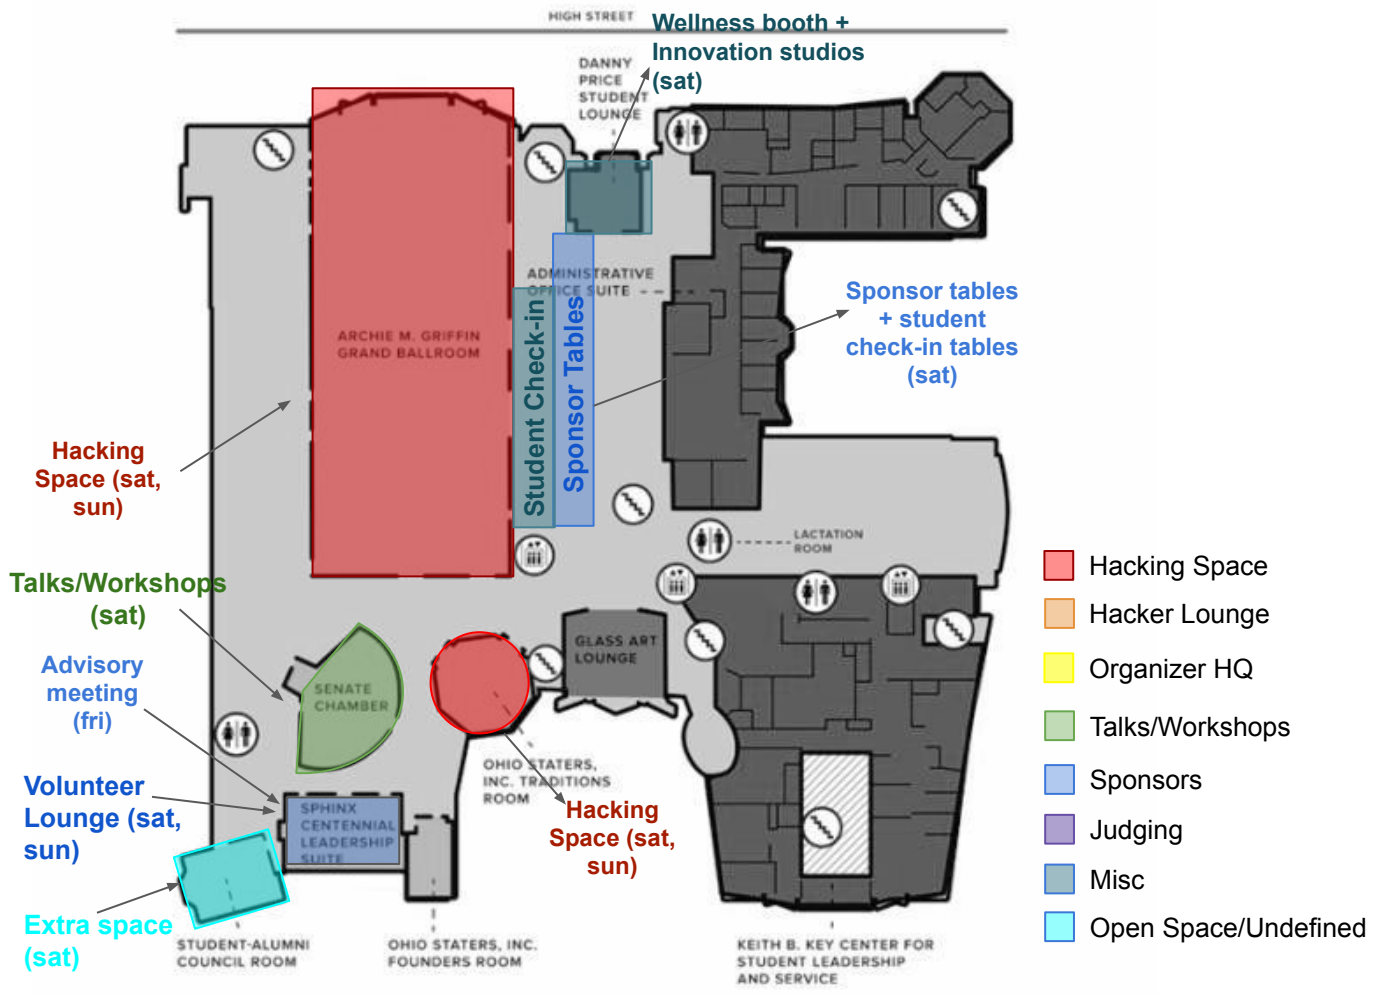 HIGH STREET
Wellness booth +
Innovation studios
(sat)
DANNY
PRICE
STUDENT
LOUNGE
ADMINISTRATIVE
OFFICE SUITE
Sponsor tables
+ student
check-in tables
(sat)
ARCHIE M. GRIFFIN
GRAND BALLROOM
Student Check-in
Sponsor Tables
Hacking
Space (sat,
sun)
LACTATION
ROOM
Talks/Workshops
(sat)
Advisory
meeting
(fri)
SENATE
CHAMBER
GLASS ART
LOUNGE
OHIO STATERS,
INC. TRADITIONS
ROOM
Volunteer
Lounge (sat,
sun)
SPHINX
CENTENNIAL
LEADERSHIP
SUITE
Hacking
Space (sat,
sun)
Extra space
(sat)
STUDENT-ALUMNI
COUNCIL ROOM
OHIO STATERS, INC.
FOUNDERS ROOM
KEITH B. KEY CENTER FOR
STUDENT LEADERSHIP
AND SERVICE
Hacking Space
Hacker Lounge
Organizer HQ
Talks/Workshops
Sponsors
Judging
Misc
Open Space/Undefined